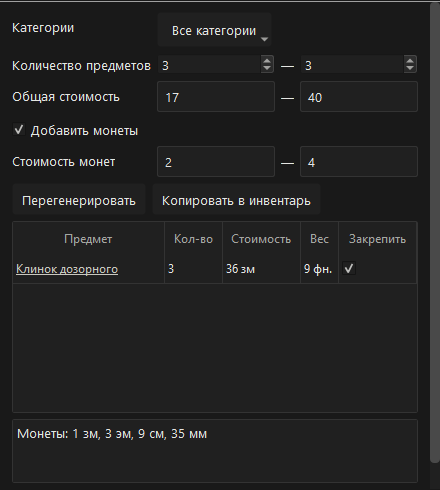 Категории Все категории
Количество предметов 3 — 3
Общая стоимость 17 — 40
Добавить монеты
Стоимость монет 2 — 4
Перегенерировать Копировать в инвентарь
Предмет Кол-во Стоимость Вес Закрепить
Клинок дозорного 3 36 зм 9 фн.
Монеты: 1 зм, 3 эм, 9 см, 35 мм